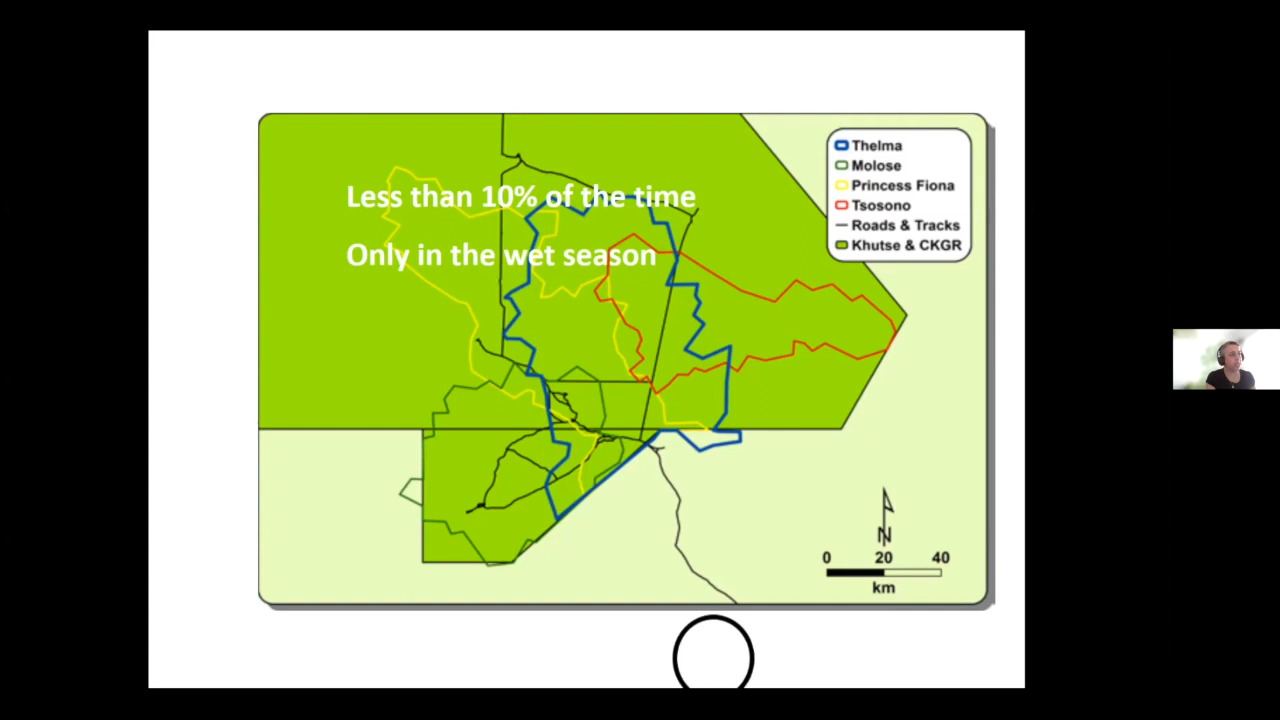 Less than 10% of the time
Only in the wet season
Thelma
Molose
Princess Fiona
Tsosono
Roads & Tracks
Khutse & CKGR
N
0 20 40
km